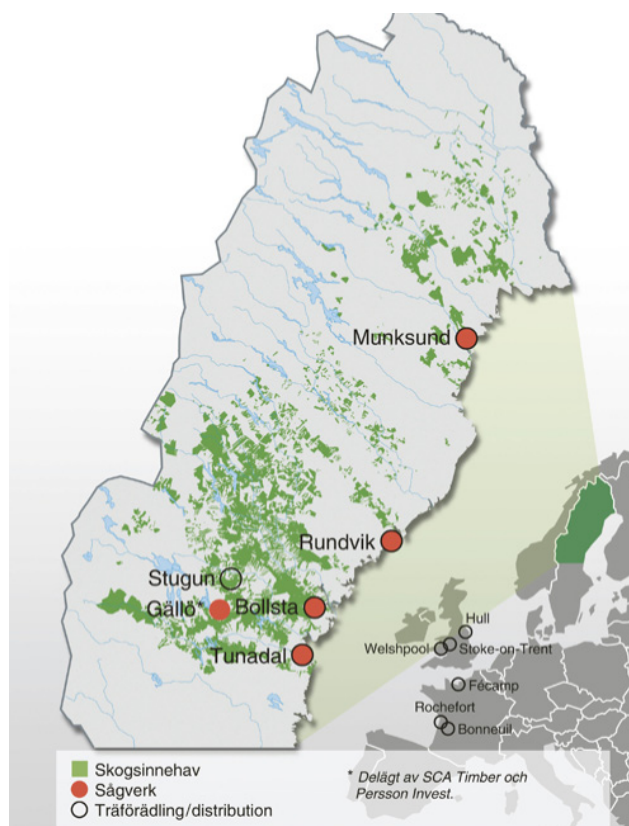 Munksund
Rundvik
Stugun
Gällö*
Bollsta
Tunadal
Hull
Welshpool
Stoke-on-Trent
Fécamp
Rochefort
Bonneuil
Skogsinnehav
Sågverk
Träförädling/distribution
* Delägt av SCA Timber och
Persson Invest.